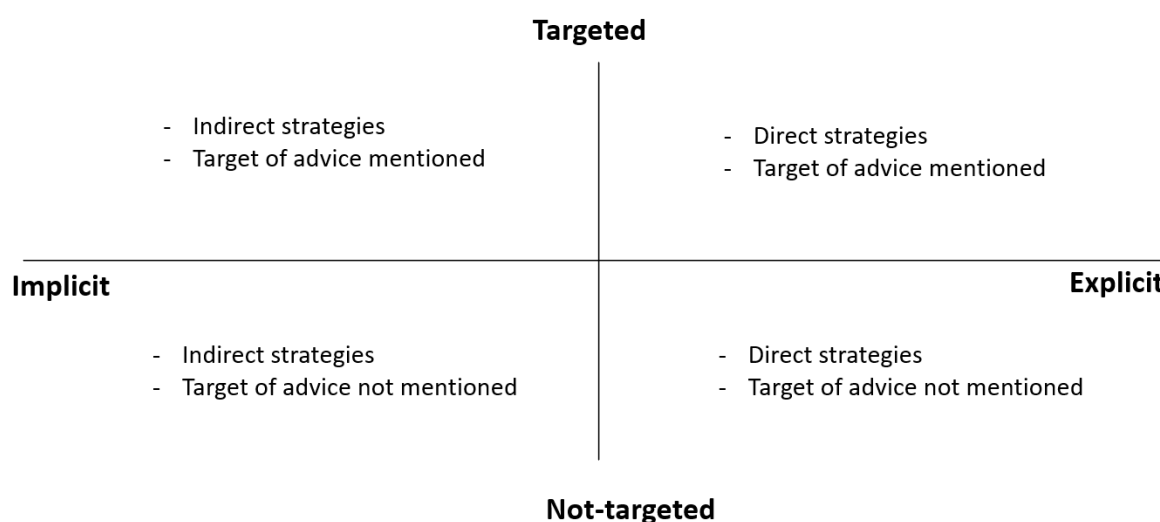 Targeted
- Indirect strategies
- Target of advice mentioned
- Direct strategies
- Target of advice mentioned
Implicit
Explicit
- Indirect strategies
- Target of advice not mentioned
- Direct strategies
- Target of advice not mentioned
Not-targeted